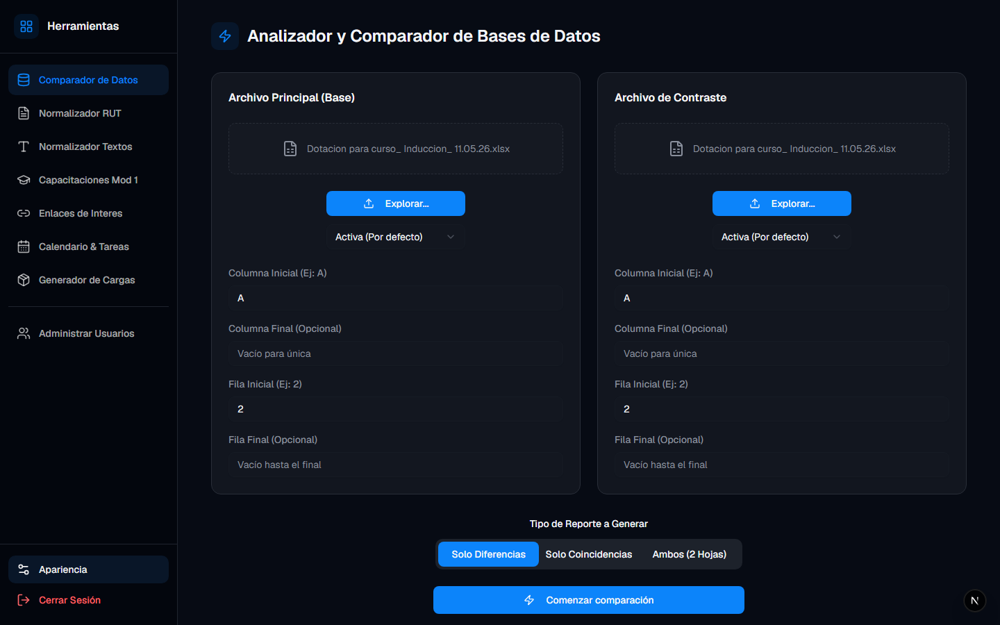 Herramientas
Comparador de Datos
Normalizador RUT
Normalizador Textos
Capacitaciones Mod 1
Enlaces de Interes
Calendario & Tareas
Generador de Cargas
Administrar Usuarios
Apariencia
Cerrar Sesión
Analizador y Comparador de Bases de Datos
Archivo Principal (Base)
Dotacion para curso_ Induccion_ 11.05.26.xlsx
Explorar...
Activa (Por defecto)
Columna Inicial (Ej: A)
A
Columna Final (Opcional)
Vacío para única
Fila Inicial (Ej: 2)
2
Fila Final (Opcional)
Vacío hasta el final
Archivo de Contraste
Dotacion para curso_ Induccion_ 11.05.26.xlsx
Explorar...
Activa (Por defecto)
Columna Inicial (Ej: A)
A
Columna Final (Opcional)
Vacío para única
Fila Inicial (Ej: 2)
2
Fila Final (Opcional)
Vacío hasta el final
Tipo de Reporte a Generar
Solo Diferencias
Solo Coincidencias
Ambos (2 Hojas)
Comenzar comparación
N